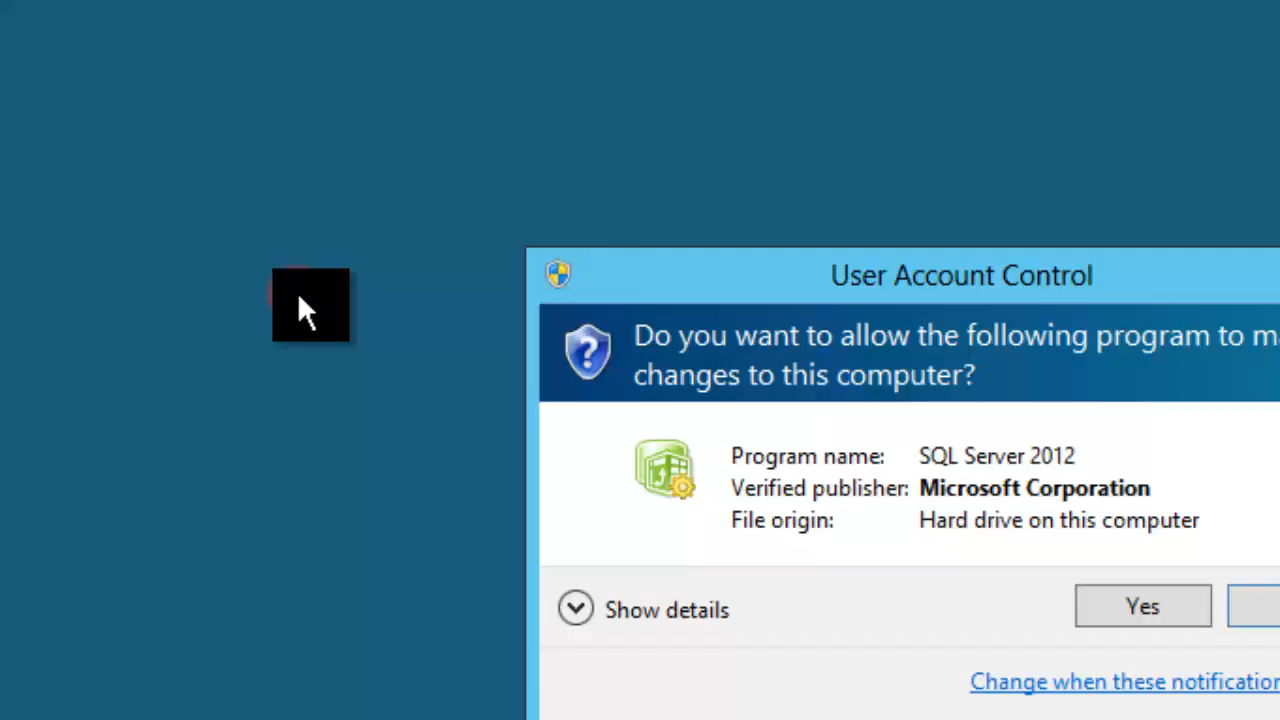 User Account Control
Do you want to allow the following program to
changes to this computer?
Program name: SQL Server 2012
Verified publisher: Microsoft Corporation
File origin: Hard drive on this computer
Show details
Yes
Change when these